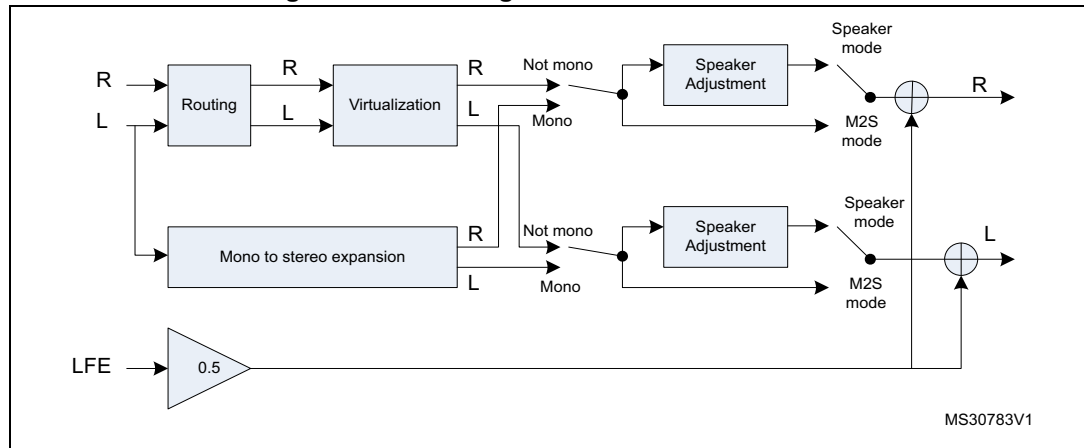 R
L
Routing
R
L
Virtualization
R
L
Not mono
Mono
Speaker
Adjustment
Speaker
mode
M2S
mode
R
Mono to stereo expansion
R
L
Not mono
Mono
Speaker
Adjustment
Speaker
mode
M2S
mode
L
LFE
0.5
MS30783V1